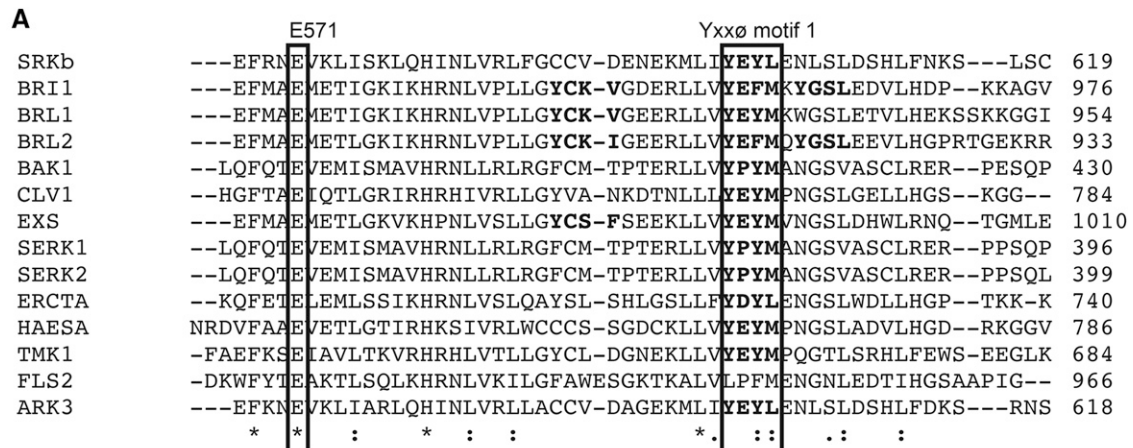 A
E571 Yxxø motif 1
SRKb ---EFRNEVKLISKLQHINLVRLFGCCV-DENEKMLIYEYLENLSLDSHLFNKS---LSC 619
BRI1 ---EFMAEMETIGKIKHRNLVPLLGYCK-VGDERLLVYEFMKYGSLEDVLHDP--KKAGV 976
BRL1 ---EFMAEMETIGKIKHRNLVPLLGYCK-VGEERLLVYEYMKWGSLETVLHEKSSKKGGI 954
BRL2 ---EFMAEMETLGKIKHRNLVPLLGYCK-IGEERLLVYEFMQYGSLEEVLHGPRTGEKRR 933
BAK1 --LQFQTEVEMISMAVHRNLLRLRGFCM-TPTERLLVYPYMANGSVASCLRER--PESQP 430
CLV1 --HGFTAEIQTLGRIRHRHIVRLLGYVA-NKDTNLLLYEYMPNGSLGELLHGS--KGG-- 784
EXS ---EFMAEMETLGKVKHPNLVSLLGYCS-FSEEKLLVYEYMVNGSLDHWLRNQ--TGMLE 1010
SERK1 --LQFQTEVEMISMAVHRNLLRLRGFCM-TPTERLLVYPYMANGSVASCLRER--PPSQP 396
SERK2 --LQFQTEVEMISMAVHRNLLRLRGFCM-TPTERLLVYPYMANGSVASCLRER--PPSQL 399
ERCTA --KQFETELEMLSSIKHRNLVSLQAYSL-SHLGSLLFYDYLENGSLWDLLHGP--TKK-K 740
HAESA NRDVFAAEVETLGTIRHKSIVRLWCCCS-SGDCKLLVYEYMPNGSLADVLHGD--RKGGV 786
TMK1 -FAEFKSEIAVLTKVRHRHLVTLLGYCL-DGNEKLLVYEYMPQGTLSRHLFEWS-EEGLK 684
FLS2 -DKWFYTEAKTLSQLKHRNLVKILGFAWESGKTKALVLPFMENGNLEDTIHGSAAPIG-- 966
ARK3 ---EFKNEVKLIARLQHINLVRLLACCV-DAGEKMLIYEYLENLSLDSHLFDKS---RNS 618
* * : * : : *. :: .: :